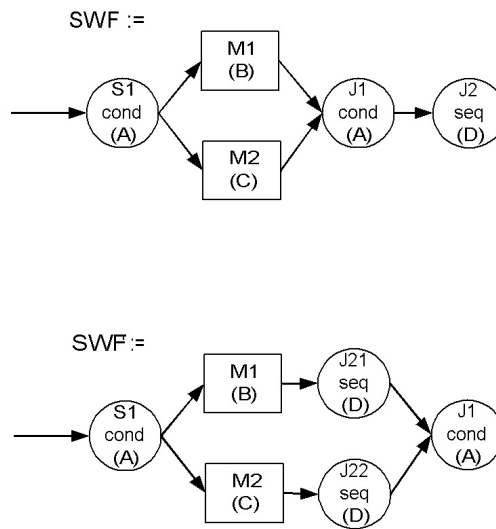 SWF :=
S1
cond
(A)
M1
(B)
M2
(C)
J1
cond
(A)
J2
seq
(D)
SWF :=
S1
cond
(A)
M1
(B)
M2
(C)
J21
seq
(D)
J22
seq
(D)
J1
cond
(A)